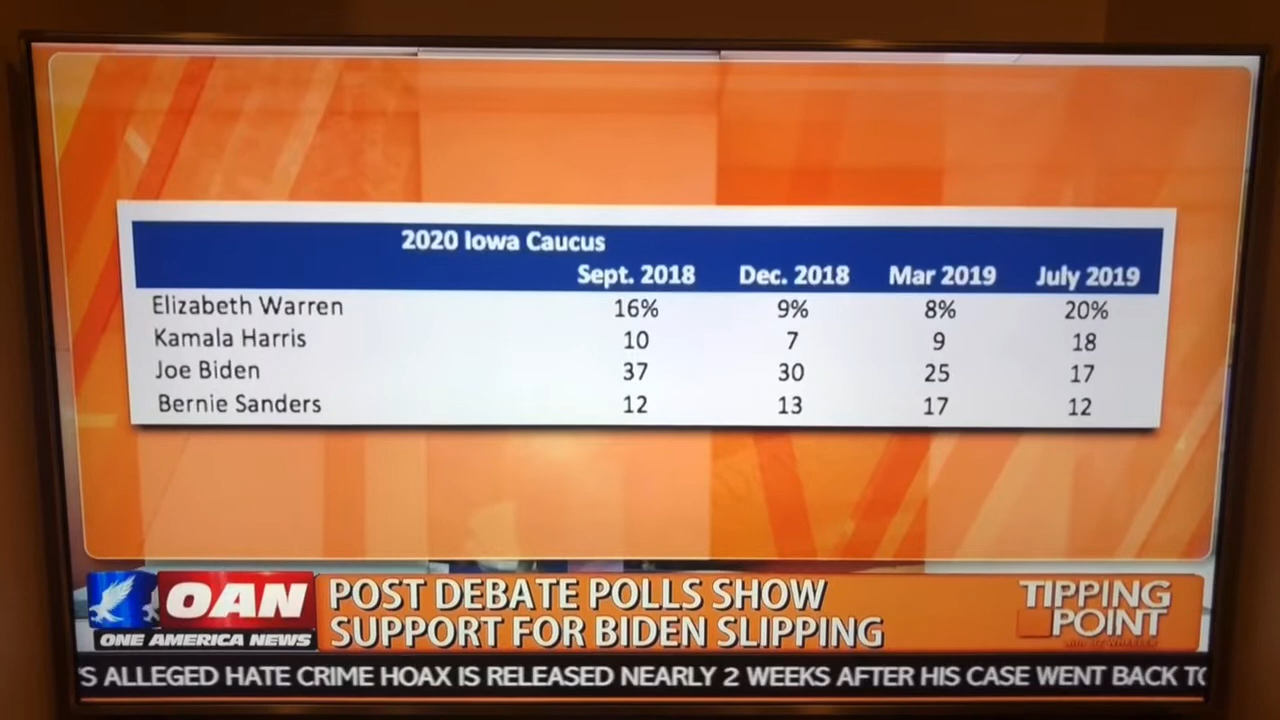 2020 Iowa Caucus
Sept. 2018 Dec. 2018 Mar 2019 July 2019
Elizabeth Warren 16% 9% 8% 20%
Kamala Harris 10 7 9 18
Joe Biden 37 30 25 17
Bernie Sanders 12 13 17 12
OAN
ONE AMERICA NEWS
POST DEBATE POLLS SHOW
SUPPORT FOR BIDEN SLIPPING
TIPPING
POINT
'S ALLEGED HATE CRIME HOAX IS RELEASED NEARLY 2 WEEKS AFTER HIS CASE WENT BACK TO